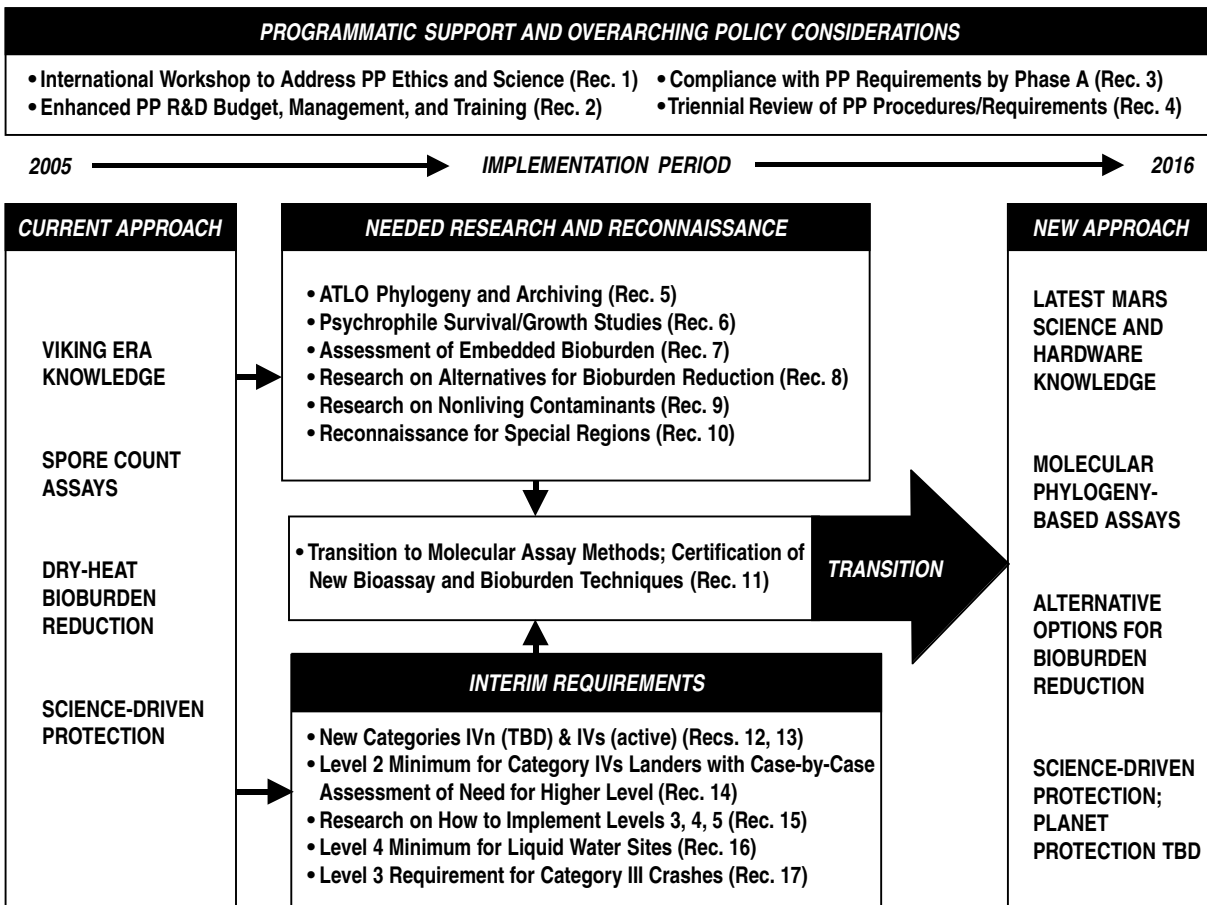 PROGRAMMATIC SUPPORT AND OVERARCHING POLICY CONSIDERATIONS
• International Workshop to Address PP Ethics and Science (Rec. 1)
• Enhanced PP R&D Budget, Management, and Training (Rec. 2)
• Compliance with PP Requirements by Phase A (Rec. 3)
• Triennial Review of PP Procedures/Requirements (Rec. 4)
2005 IMPLEMENTATION PERIOD 2016
CURRENT APPROACH
VIKING ERA
KNOWLEDGE
SPORE COUNT
ASSAYS
DRY-HEAT
BIOBURDEN
REDUCTION
SCIENCE-DRIVEN
PROTECTION
NEEDED RESEARCH AND RECONNAISSANCE
• ATLO Phylogeny and Archiving (Rec. 5)
• Psychrophile Survival/Growth Studies (Rec. 6)
• Assessment of Embedded Bioburden (Rec. 7)
• Research on Alternatives for Bioburden Reduction (Rec. 8)
• Research on Nonliving Contaminants (Rec. 9)
• Reconnaissance for Special Regions (Rec. 10)
• Transition to Molecular Assay Methods; Certification of
New Bioassay and Bioburden Techniques (Rec. 11)
TRANSITION
INTERIM REQUIREMENTS
• New Categories IVn (TBD) & IVs (active) (Recs. 12, 13)
• Level 2 Minimum for Category IVs Landers with Case-by-Case
Assessment of Need for Higher Level (Rec. 14)
• Research on How to Implement Levels 3, 4, 5 (Rec. 15)
• Level 4 Minimum for Liquid Water Sites (Rec. 16)
• Level 3 Requirement for Category III Crashes (Rec. 17)
NEW APPROACH
LATEST MARS
SCIENCE AND
HARDWARE
KNOWLEDGE
MOLECULAR
PHYLOGENY-
BASED ASSAYS
ALTERNATIVE
OPTIONS FOR
BIOBURDEN
REDUCTION
SCIENCE-DRIVEN
PROTECTION;
PLANET
PROTECTION TBD